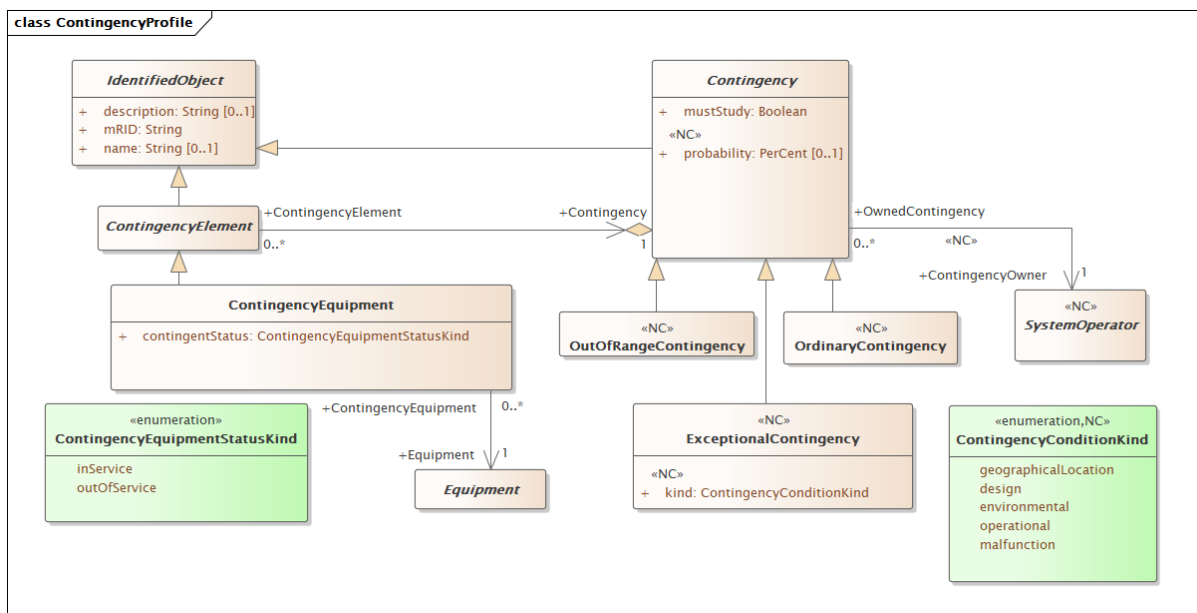 class ContingencyProfile
IdentifiedObject
+ description: String [0..1]
+ mRID: String
+ name: String [0..1]
Contingency
+ mustStudy: Boolean
«NC»
+ probability: PerCent [0..1]
ContingencyElement
+ContingencyElement
0..*
+Contingency
1
+OwnedContingency
0..*
«NC»
+ContingencyOwner
1
ContingencyEquipment
+ contingentStatus: ContingencyEquipmentStatusKind
«NC»
OutOfRangeContingency
«NC»
OrdinaryContingency
«NC»
SystemOperator
+ContingencyEquipment
0..*
+Equipment
1
Equipment
«enumeration»
ContingencyEquipmentStatusKind
inService
outOfService
«NC»
ExceptionalContingency
«NC»
+ kind: ContingencyConditionKind
«enumeration,NC»
ContingencyConditionKind
geographicalLocation
design
environmental
operational
malfunction